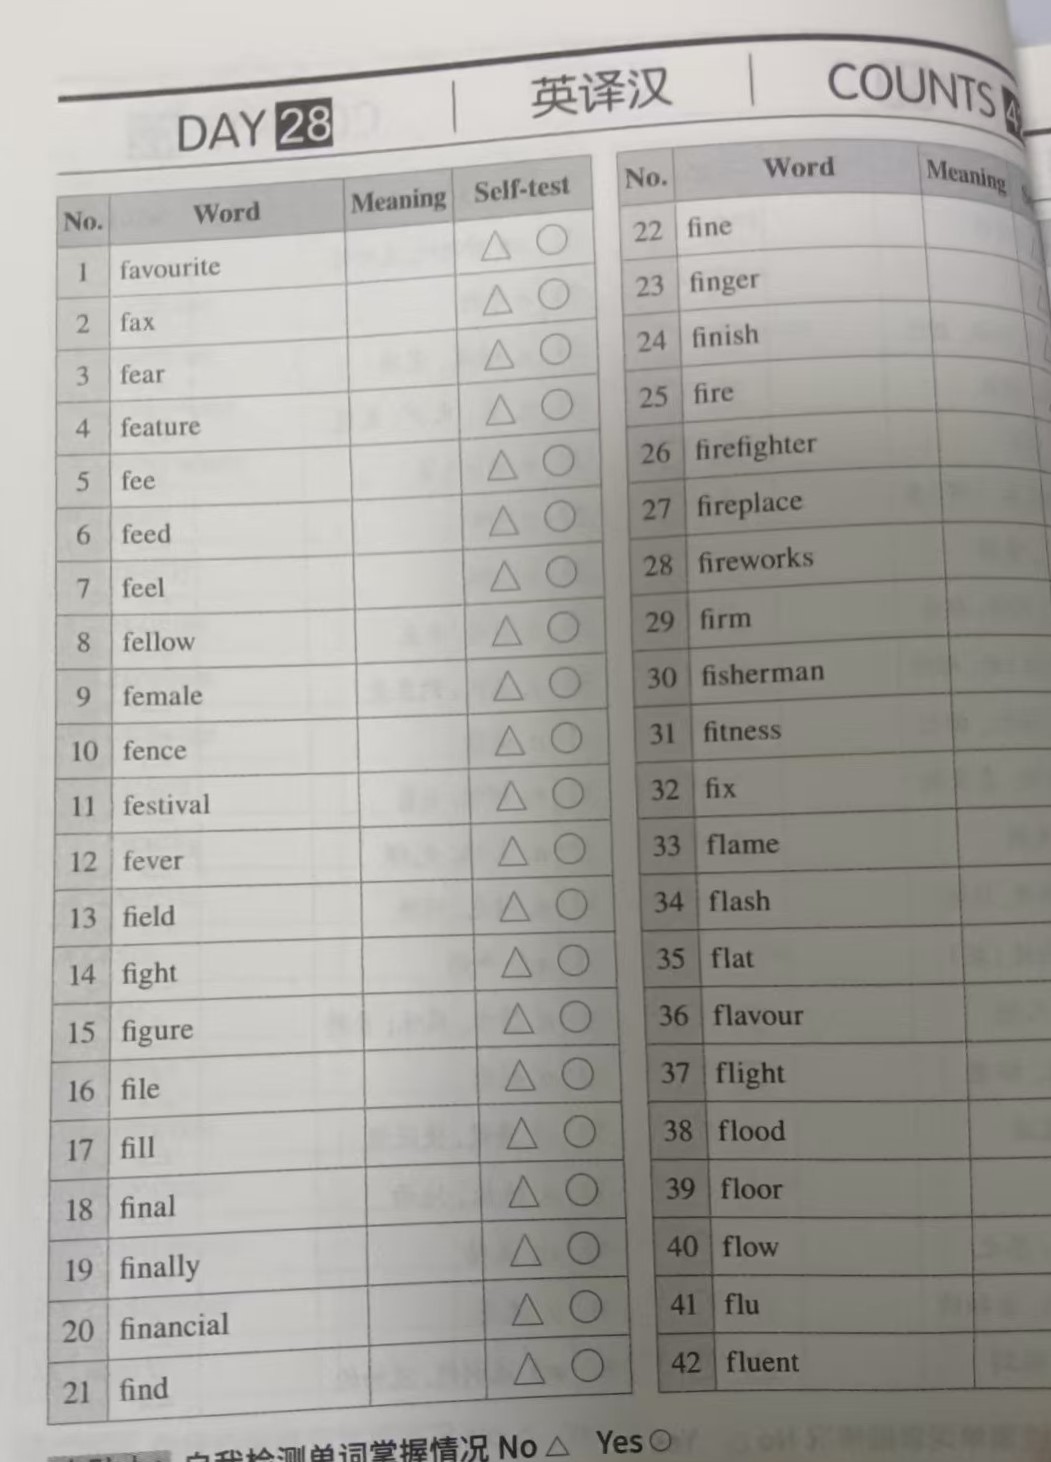 DAY 28 英译汉 COUNTS
No. Word Meaning Self-test
1 favourite △ ○
2 fax △ ○
3 fear △ ○
4 feature △ ○
5 fee △ ○
6 feed △ ○
7 feel △ ○
8 fellow △ ○
9 female △ ○
10 fence △ ○
11 festival △ ○
12 fever △ ○
13 field △ ○
14 fight △ ○
15 figure △ ○
16 file △ ○
17 fill △ ○
18 final △ ○
19 finally △ ○
20 financial △ ○
21 find △ ○
No. Word Meaning
22 fine
23 finger
24 finish
25 fire
26 firefighter
27 fireplace
28 fireworks
29 firm
30 fisherman
31 fitness
32 fix
33 flame
34 flash
35 flat
36 flavour
37 flight
38 flood
39 floor
40 flow
41 flu
42 fluent
自我检测单词掌握情况 No △ Yes ○